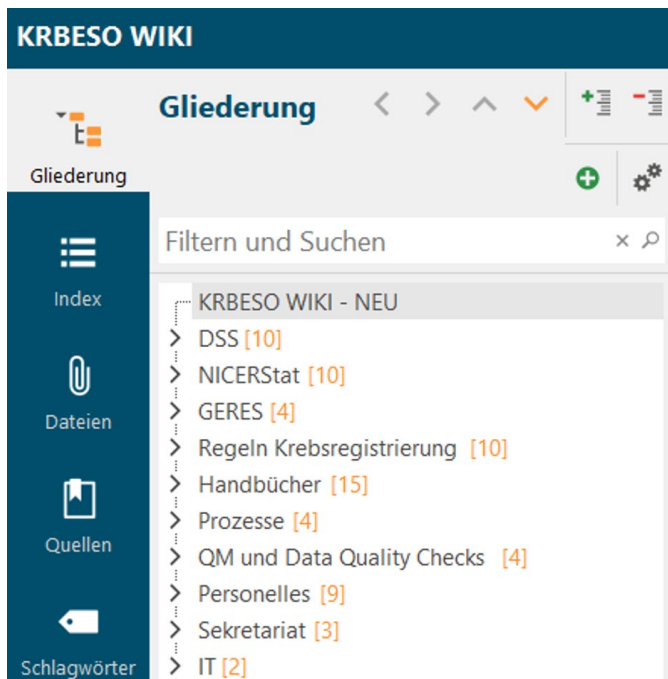 KRBESO WIKI
Gliederung
Gliederung
Filtern und Suchen
Index
Dateien
Quellen
Schlagwörter
KRBESO WIKI - NEU
DSS [10]
NICERStat [10]
GERES [4]
Regeln Krebsregistrierung [10]
Handbücher [15]
Prozesse [4]
QM und Data Quality Checks [4]
Personelles [9]
Sekretariat [3]
IT [2]